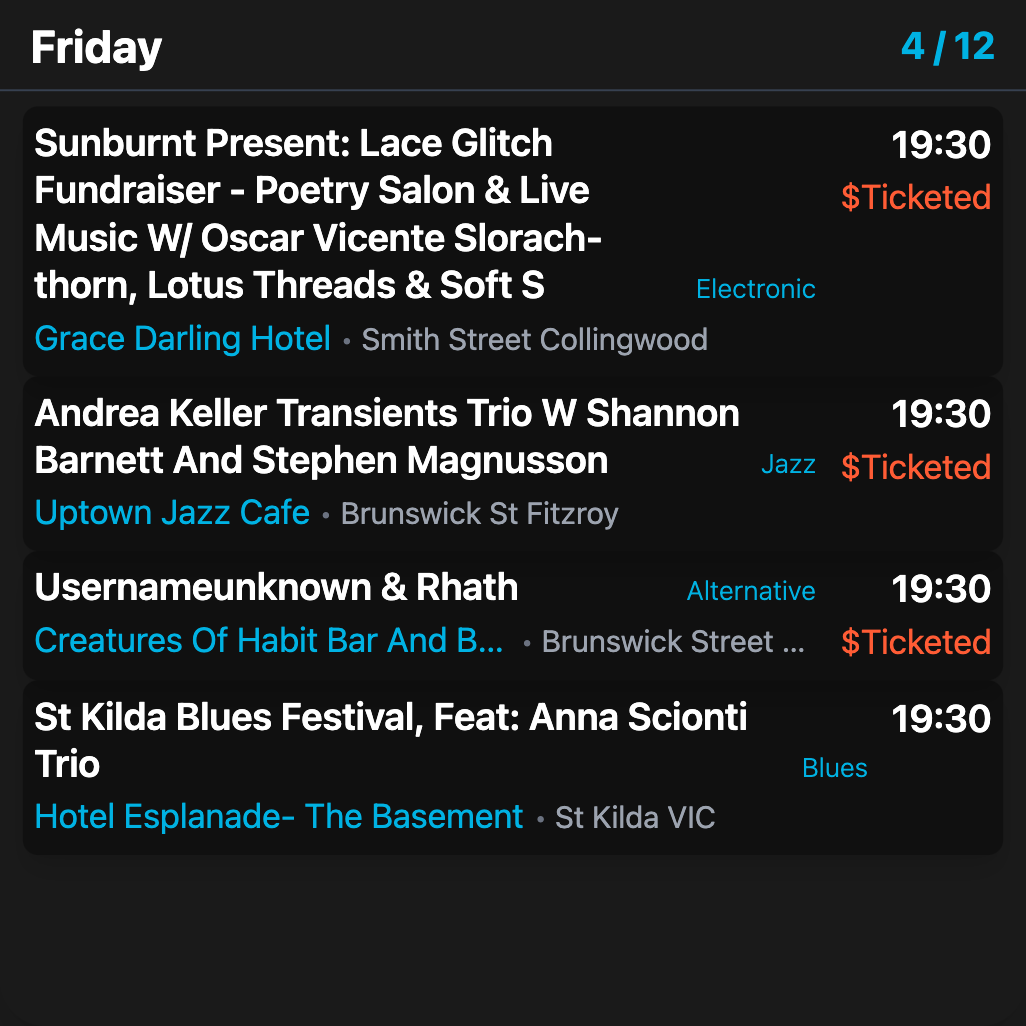 Friday 4 / 12
Sunburnt Present: Lace Glitch 19:30
Fundraiser - Poetry Salon & Live $Ticketed
Music W/ Oscar Vicente Slorach-
thorn, Lotus Threads & Soft S Electronic
Grace Darling Hotel • Smith Street Collingwood
Andrea Keller Transients Trio W Shannon 19:30
Barnett And Stephen Magnusson Jazz $Ticketed
Uptown Jazz Cafe • Brunswick St Fitzroy
Usernameunknown & Rhath Alternative 19:30
Creatures Of Habit Bar And B... • Brunswick Street ... $Ticketed
St Kilda Blues Festival, Feat: Anna Scionti 19:30
Trio Blues
Hotel Esplanade- The Basement • St Kilda VIC